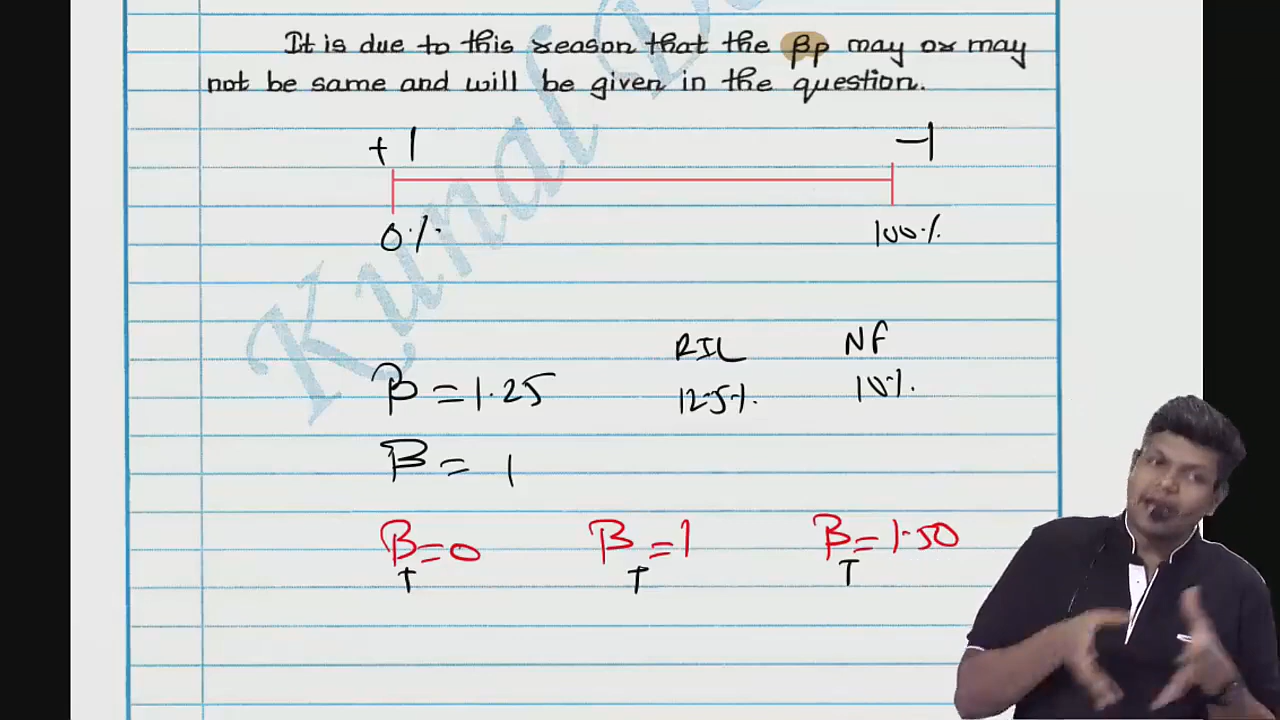 It is due to this reason that the βp may or may
not be same and will be given in the question.
+1 -1
0% 100%
RIL NF
β = 1.25 12.5%. 10%.
β = 1
β = 0 β = 1 β = 1.50
T T T
Kunal